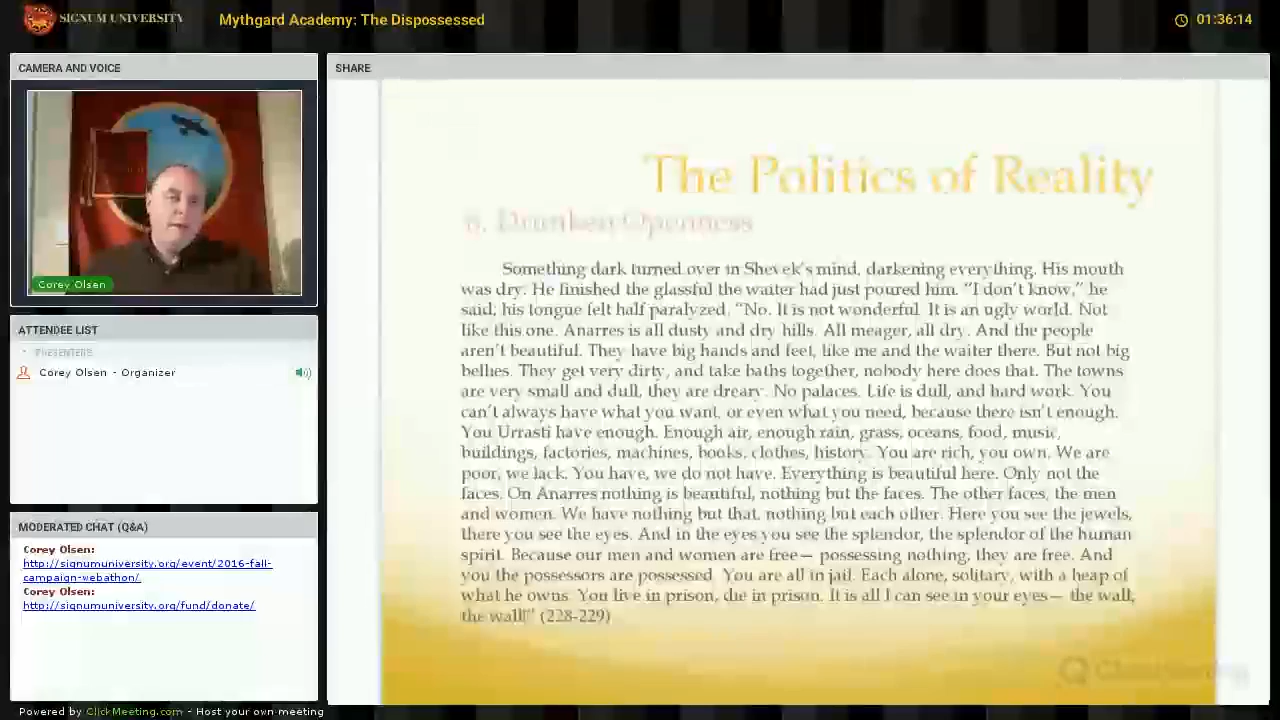 SIGNUM UNIVERSITY
Mythgard Academy: The Dispossessed
01:36:14
CAMERA AND VOICE
Corey Olsen
ATTENDEE LIST
PRESENTERS
Corey Olsen - Organizer
MODERATED CHAT (Q&A)
Corey Olsen:
http://signumuniversity.org/event/2016-fall-
campaign-webathon/.
Corey Olsen:
http://signumuniversity.org/fund/donate/
SHARE
The Politics of Reality
Drunken Openness
Something dark turned over in Shevek’s mind, darkening everything. His mouth
was dry. He finished the glassful the waiter had just poured him. “I don’t know,” he
said; his tongue felt half paralyzed. “No. It is not wonderful. It is an ugly world. Not
like this one. Anarres is all dusty and dry hills. All meager, all dry. And the people
aren’t beautiful. They have big hands and feet, like me and the waiter there. But not big
bellies. They get very dirty, and take baths together, nobody here does that. The towns
are very small and dull, they are dreary. No palaces. Life is dull, and hard work. You
can’t always have what you want, or even what you need, because there isn’t enough.
You Urrasti have enough. Enough air, enough rain, grass, oceans, food, music,
buildings, factories, machines, books, clothes, history. You are rich, you own. We are
poor, we lack. You have, we do not have. Everything is beautiful here. Only not the
faces. On Anarres nothing is beautiful, nothing but the faces. The other faces, the men
and women. We have nothing but that, nothing but each other. Here you see the jewels,
there you see the eyes. And in the eyes you see the splendor, the splendor of the human
spirit. Because our men and women are free— possessing nothing, they are free. And
you the possessors are possessed. You are all in jail. Each alone, solitary, with a heap of
what he owns. You live in prison, die in prison. It is all I can see in your eyes— the wall,
the wall!” (228-229)
ClickMeeting
Powered by ClickMeeting.com - Host your own meeting